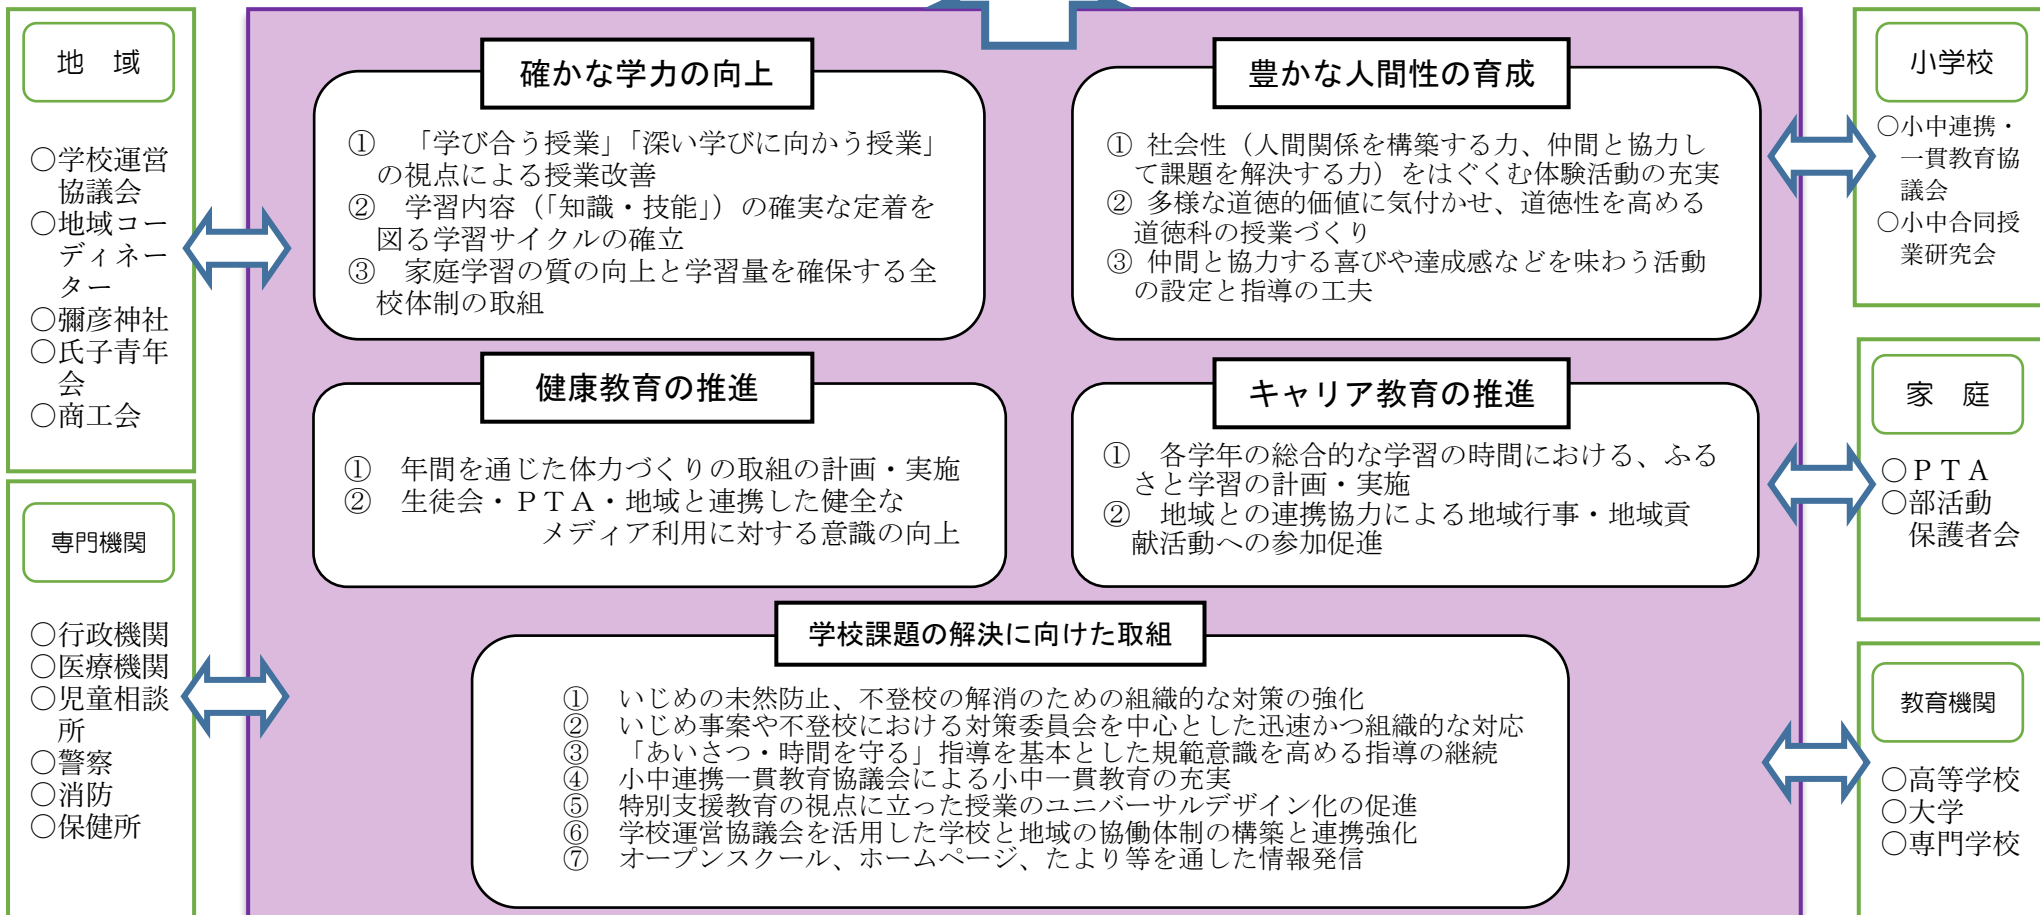 地　域
○学校運営
協議会
○地域コー
ディネー
ター
○彌彦神社
○氏子青年
会
○商工会
専門機関
○行政機関
○医療機関
○児童相談
所
○警察
○消防
○保健所
確かな学力の向上
①　「学び合う授業」「深い学びに向かう授業」
の視点による授業改善
②　学習内容（「知識・技能」）の確実な定着を
図る学習サイクルの確立
③　家庭学習の質の向上と学習量を確保する全
校体制の取組
豊かな人間性の育成
① 社会性（人間関係を構築する力、仲間と協力し
て課題を解決する力）をはぐくむ体験活動の充実
② 多様な道徳的価値に気付かせ、道徳性を高める
道徳科の授業づくり
③ 仲間と協力する喜びや達成感などを味わう活動
の設定と指導の工夫
健康教育の推進
①　年間を通じた体力づくりの取組の計画・実施
②　生徒会・ＰＴＡ・地域と連携した健全な
メディア利用に対する意識の向上
キャリア教育の推進
①　各学年の総合的な学習の時間における、ふる
さと学習の計画・実施
②　地域との連携協力による地域行事・地域貢
献活動への参加促進
学校課題の解決に向けた取組
①　いじめの未然防止、不登校の解消のための組織的な対策の強化
②　いじめ事案や不登校における対策委員会を中心とした迅速かつ組織的な対応
③　「あいさつ・時間を守る」指導を基本とした規範意識を高める指導の継続
④　小中連携一貫教育協議会による小中一貫教育の充実
⑤　特別支援教育の視点に立った授業のユニバーサルデザイン化の促進
⑥　学校運営協議会を活用した学校と地域の協働体制の構築と連携強化
⑦　オープンスクール、ホームページ、たより等を通した情報発信
小学校
○小中連携・
一貫教育協
議会
○小中合同授
業研究会
家　庭
○ＰＴＡ
○部活動
保護者会
教育機関
○高等学校
○大学
○専門学校